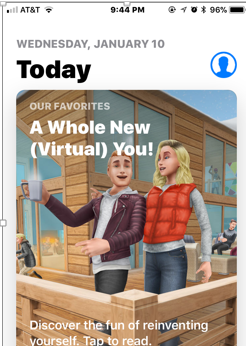 AT&T 9:44 PM 96%
WEDNESDAY, JANUARY 10
Today
OUR FAVORITES
A Whole New
(Virtual) You!
Discover the fun of reinventing
yourself. Tap to read.